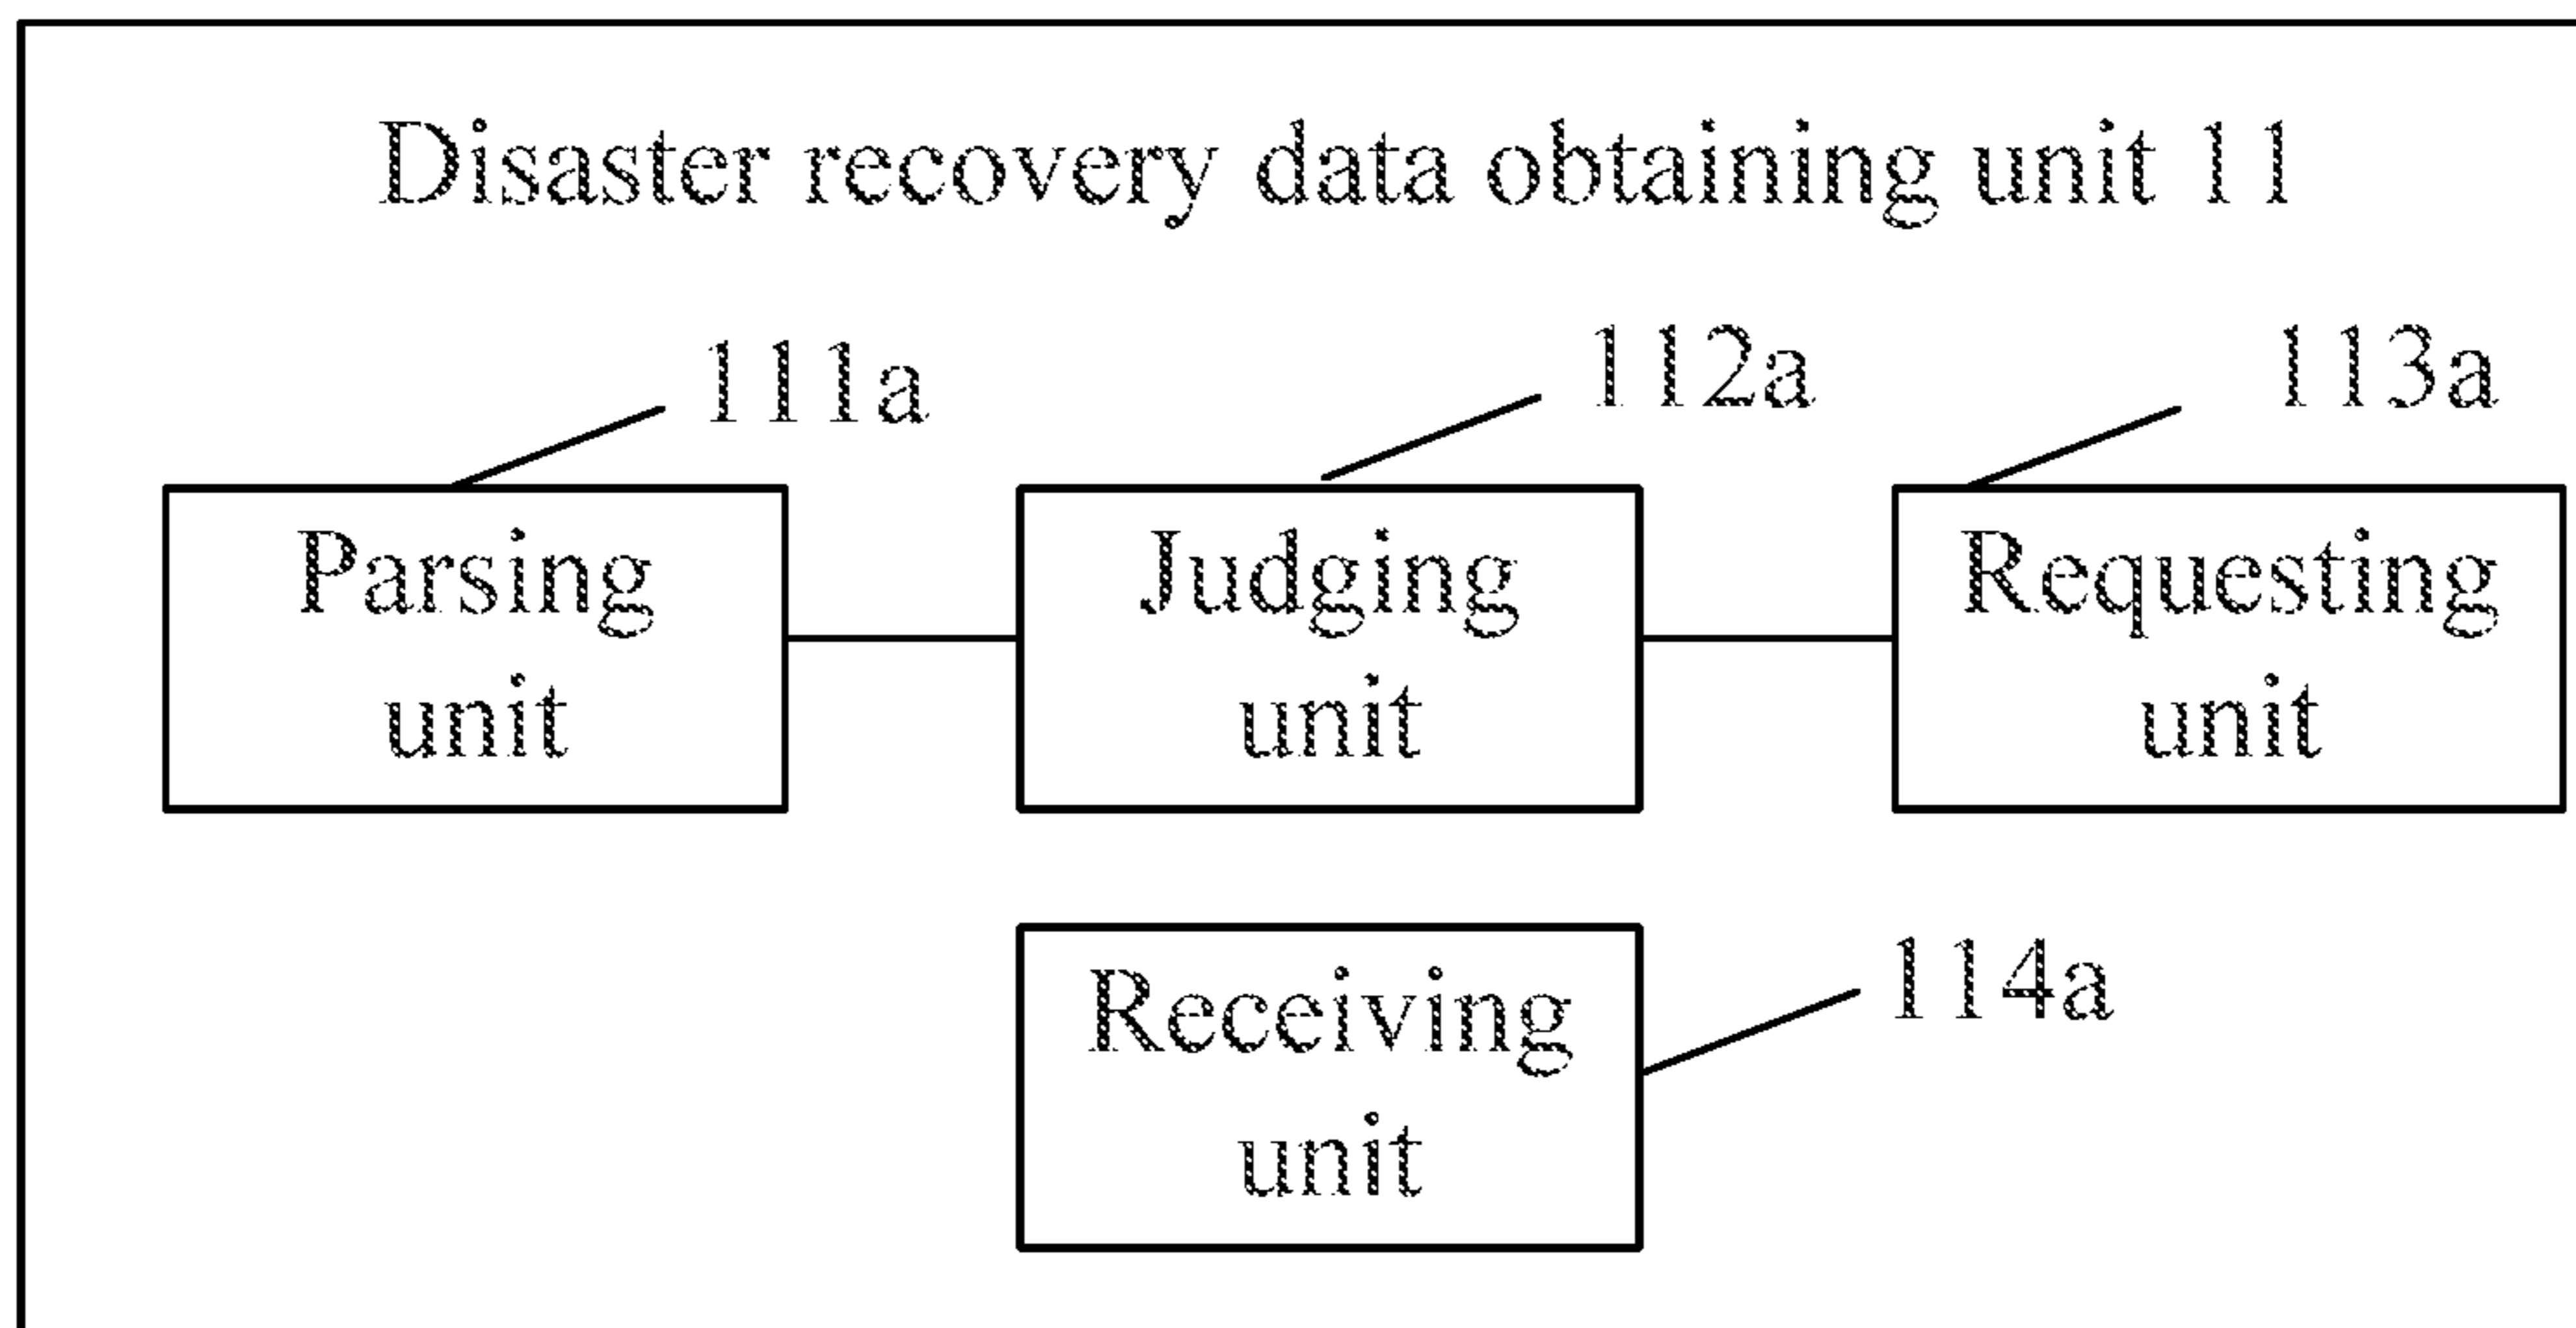 Disaster recovery data obtaining unit 11
111a
112a
113a
Parsing
unit
Judging
unit
Requesting
unit
Receiving
unit
114a